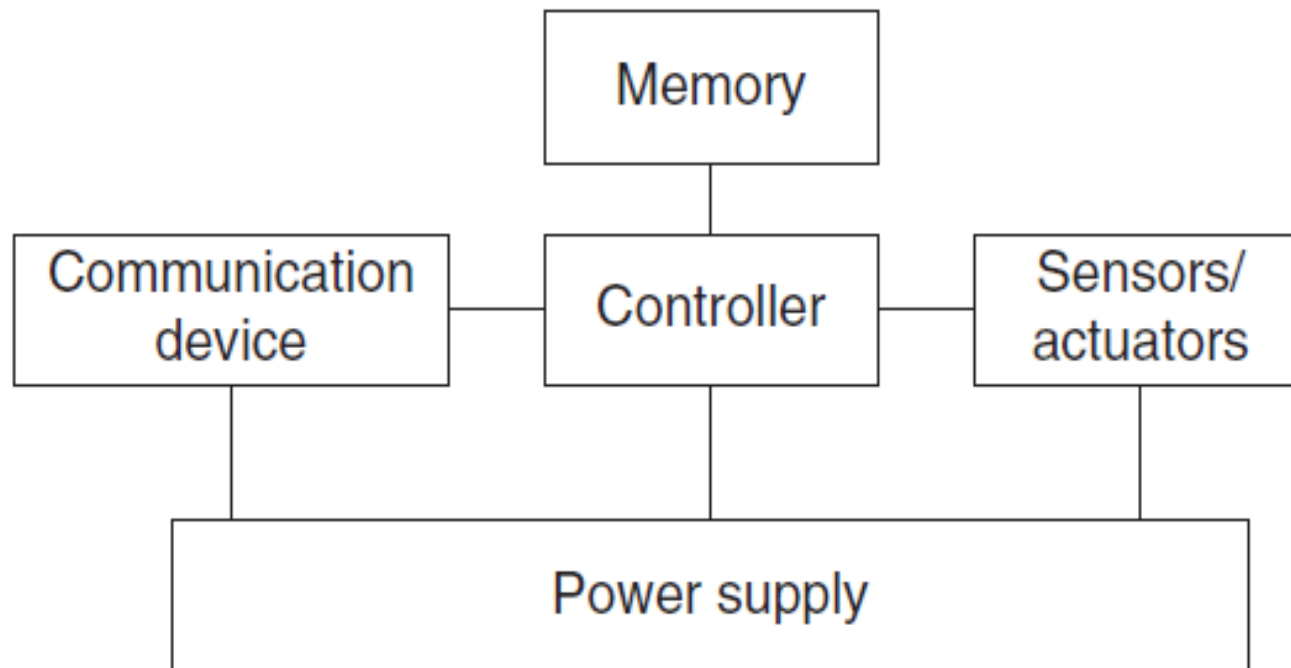 Memory
Communication
device
Controller
Sensors/
actuators
Power supply